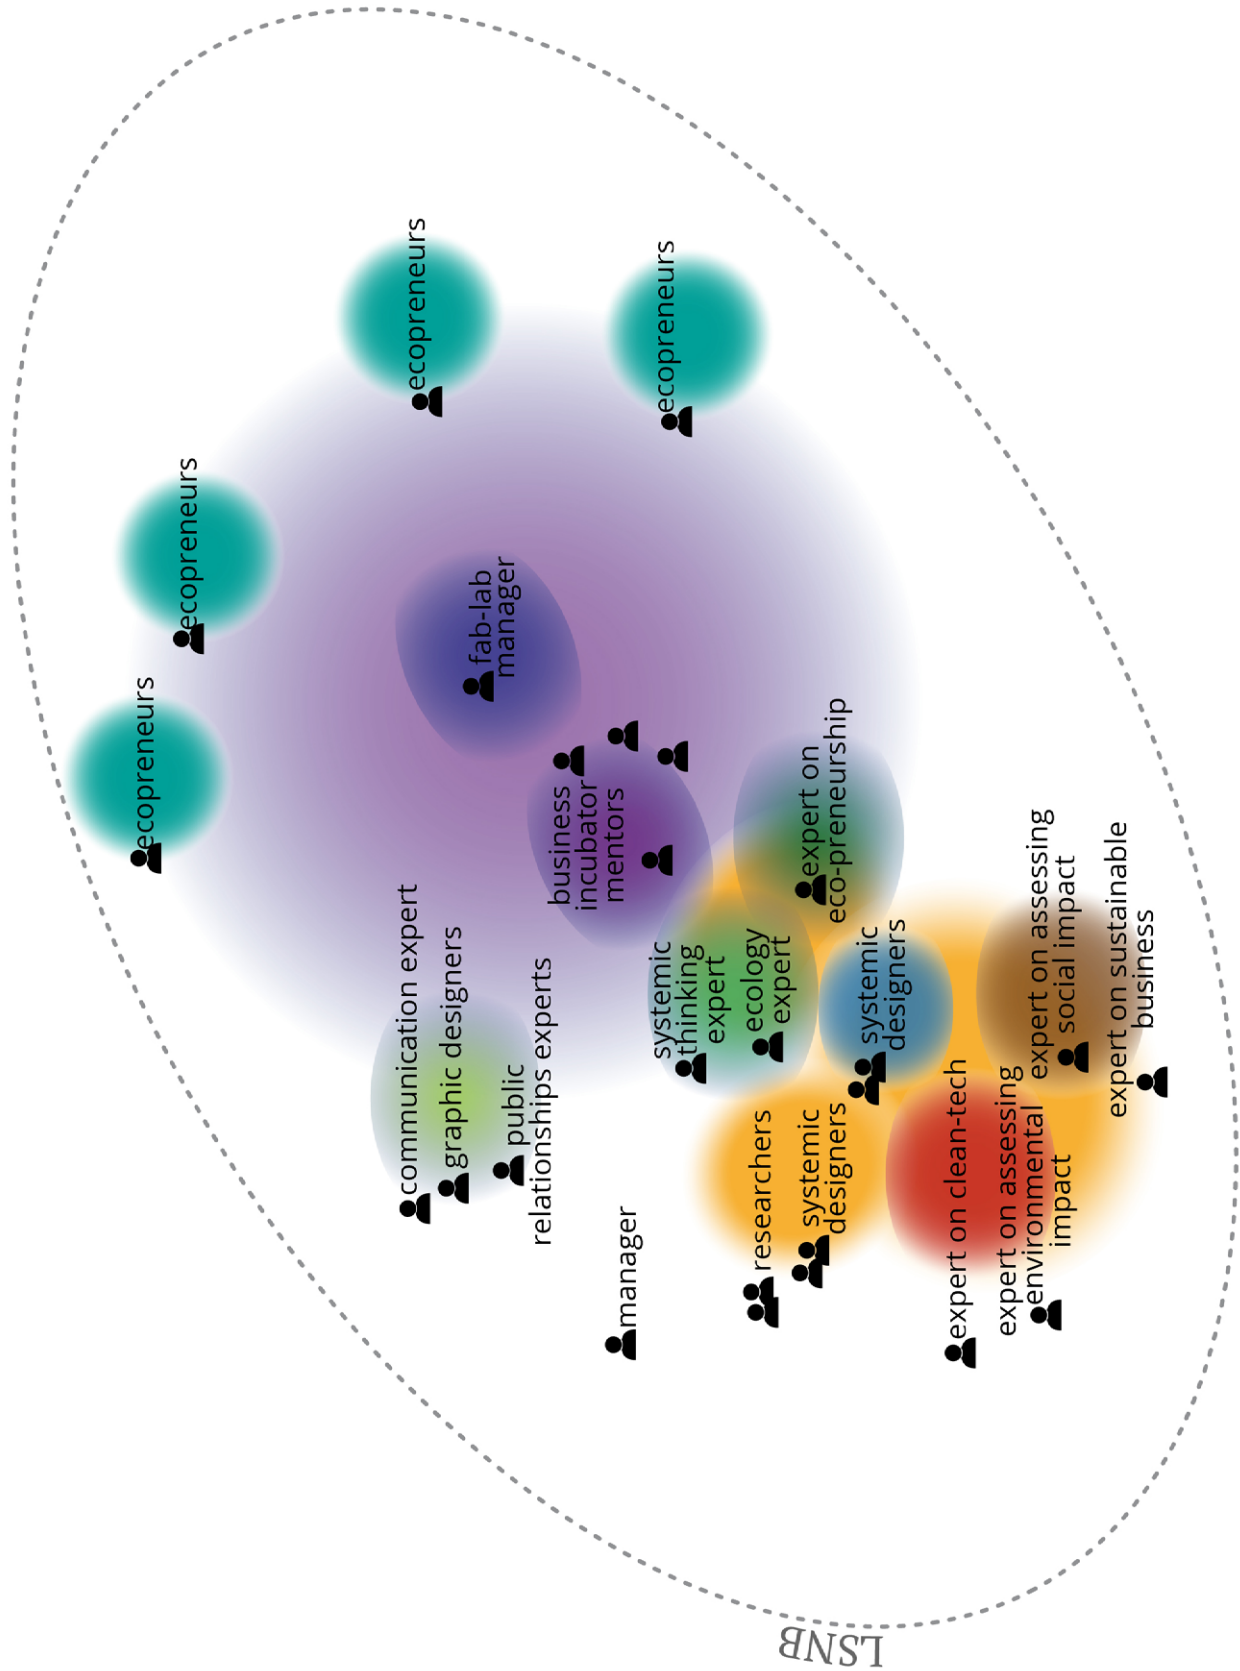 ecopreneurs
ecopreneurs
ecopreneurs
ecopreneurs
fab-lab
manager
business
incubator
mentors
expert on
eco-preneurship
communication expert
graphic designers
public
relationships experts
systemic
thinking
expert
ecology
expert
systemic
designers
expert on assessing
social impact
expert on sustainable
business
manager
researchers
systemic
designers
expert on clean-tech
expert on assessing
environmental
impact
LSNB